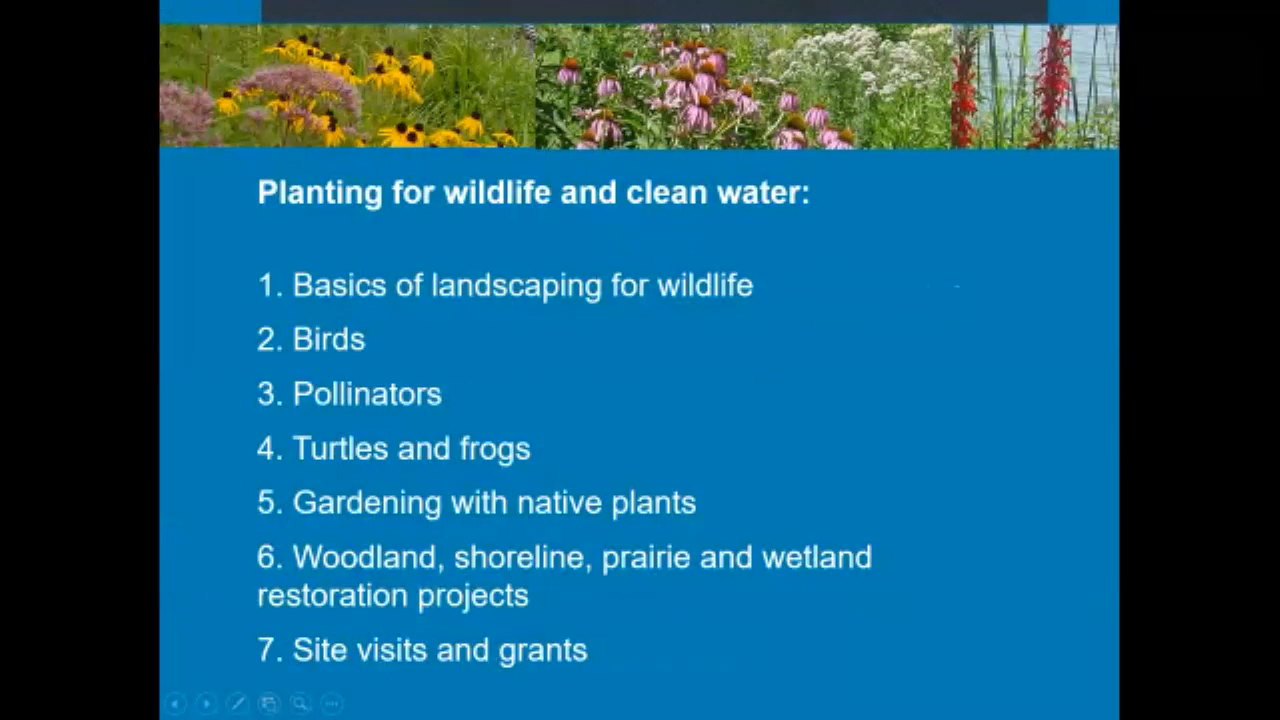 Planting for wildlife and clean water:
1. Basics of landscaping for wildlife
2. Birds
3. Pollinators
4. Turtles and frogs
5. Gardening with native plants
6. Woodland, shoreline, prairie and wetland
restoration projects
7. Site visits and grants